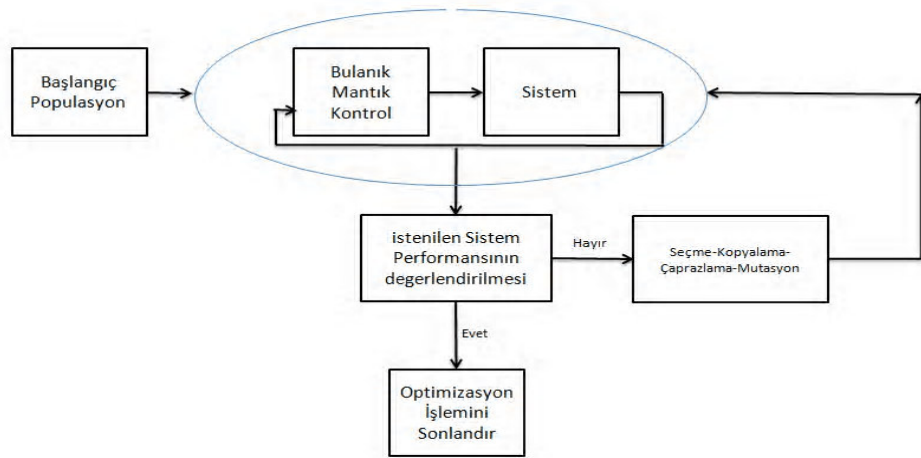 Başlangıç
Populasyon
Bulanık
Mantık
Kontrol
Sistem
istenilen Sistem
Performansının
degerlendirilmesi
Hayır
Seçme-Kopyalama-
Çaprazlama-Mutasyon
Evet
Optimizasyon
İşlemini
Sonlandır